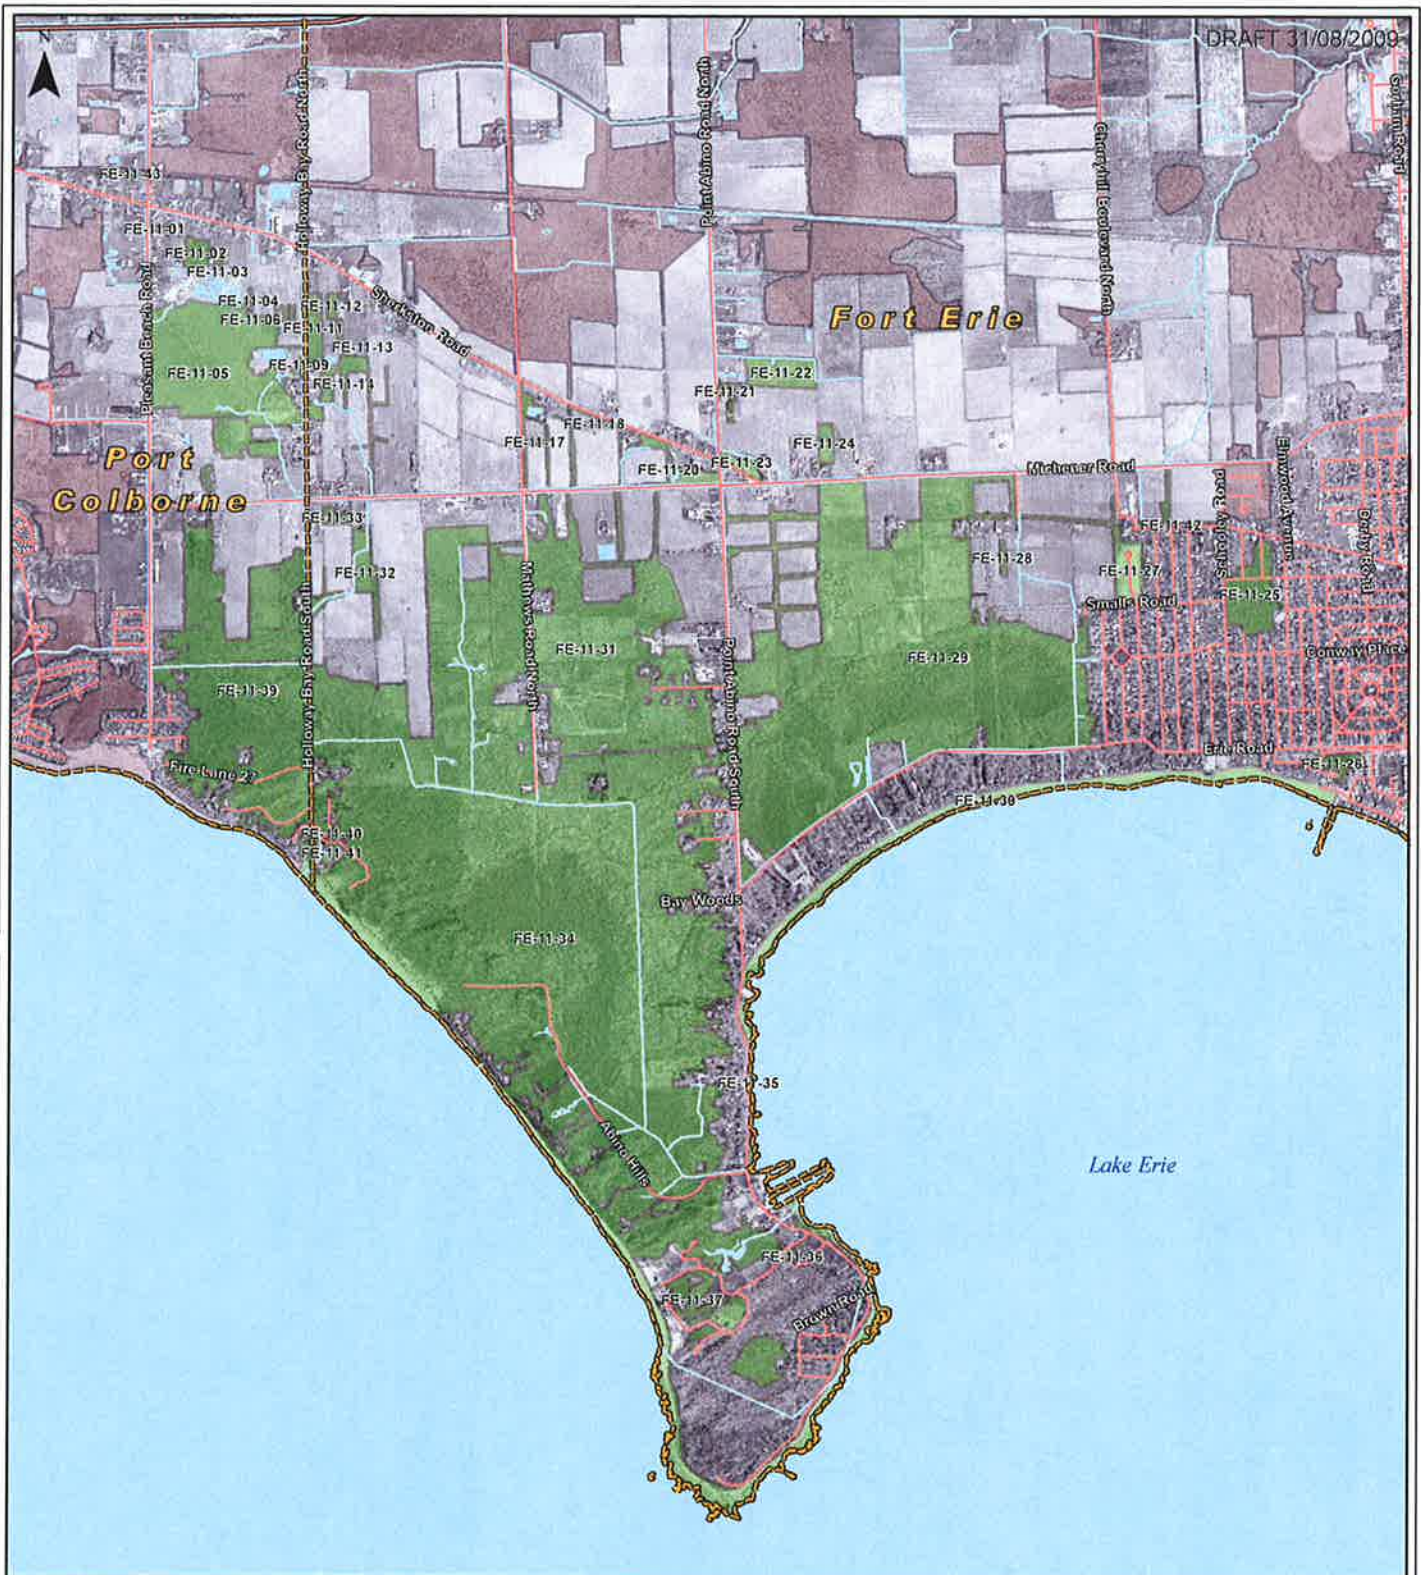 DRAFT 31/08/2009
N
Gorham Road
Holloway Bay Road North
Point Abino Road North
Cherryhill Boulevard North
FE-11-43
FE-11-01
FE-11-02
FE-11-03
Pleasant Beach Road
FE-11-04
FE-11-12
Sherkston Road
FE-11-06
FE-11-11
Fort Erie
FE-11-13
FE-11-05
FE-11-09
FE-11-14
FE-11-22
FE-11-21
FE-11-18
FE-11-17
FE-11-24
Port
Colborne
FE-11-20
FE-11-23
Michener Road
Schooley Road
Elmwood Avenue
Derby Road
FE-11-33
FE-11-42
FE-11-32
FE-11-28
FE-11-27
Smalls Road
FE-11-25
Holloway Bay Road South
Mathews Road North
FE-11-31
Point Abino Road South
FE-11-29
Conway Place
FE-11-39
Erie Road
FE-11-26
Fire Lane 27
FE-11-30
FE-11-40
FE-11-41
Bay Woods
FE-11-34
FE-11-35
Abino Hills
Lake Erie
FE-11-36
FE-11-37
Brown Road